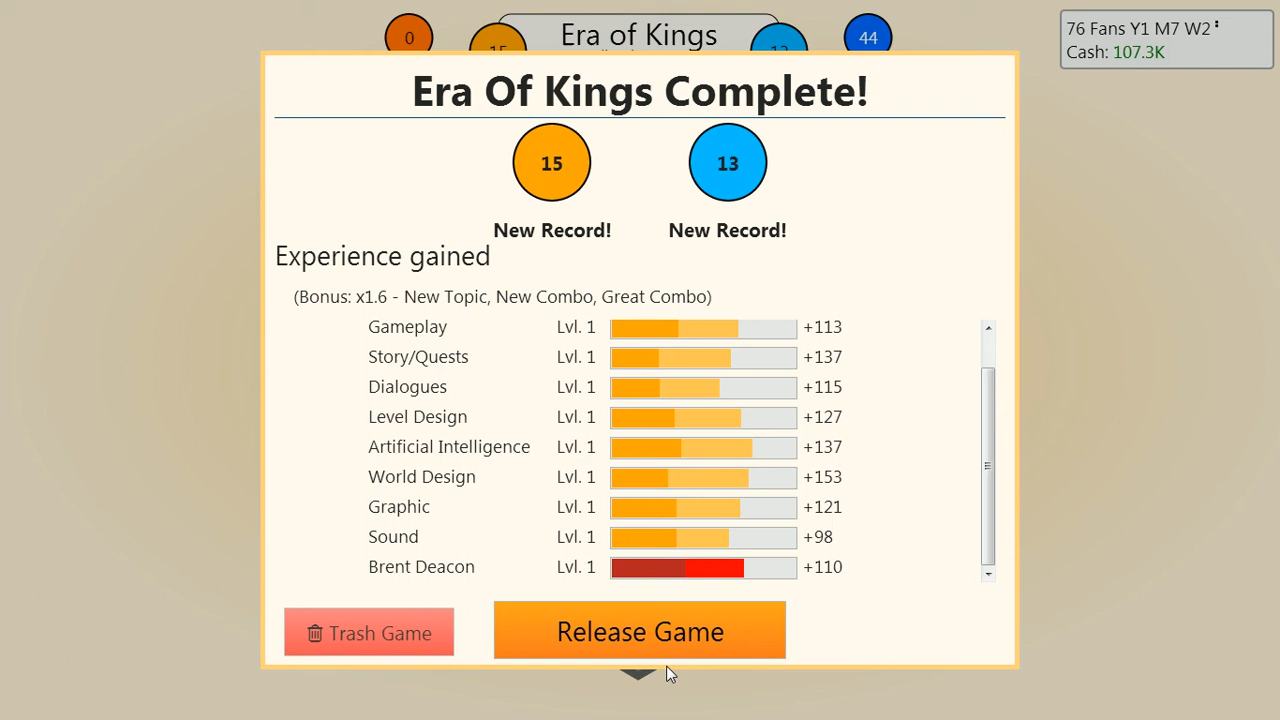 0
15
Era of Kings
13
44
76 Fans Y1 M7 W2
Cash: 107.3K
Era Of Kings Complete!
15
13
New Record!
New Record!
Experience gained
(Bonus: x1.6 - New Topic, New Combo, Great Combo)
Gameplay Lvl. 1 +113
Story/Quests Lvl. 1 +137
Dialogues Lvl. 1 +115
Level Design Lvl. 1 +127
Artificial Intelligence Lvl. 1 +137
World Design Lvl. 1 +153
Graphic Lvl. 1 +121
Sound Lvl. 1 +98
Brent Deacon Lvl. 1 +110
Trash Game
Release Game